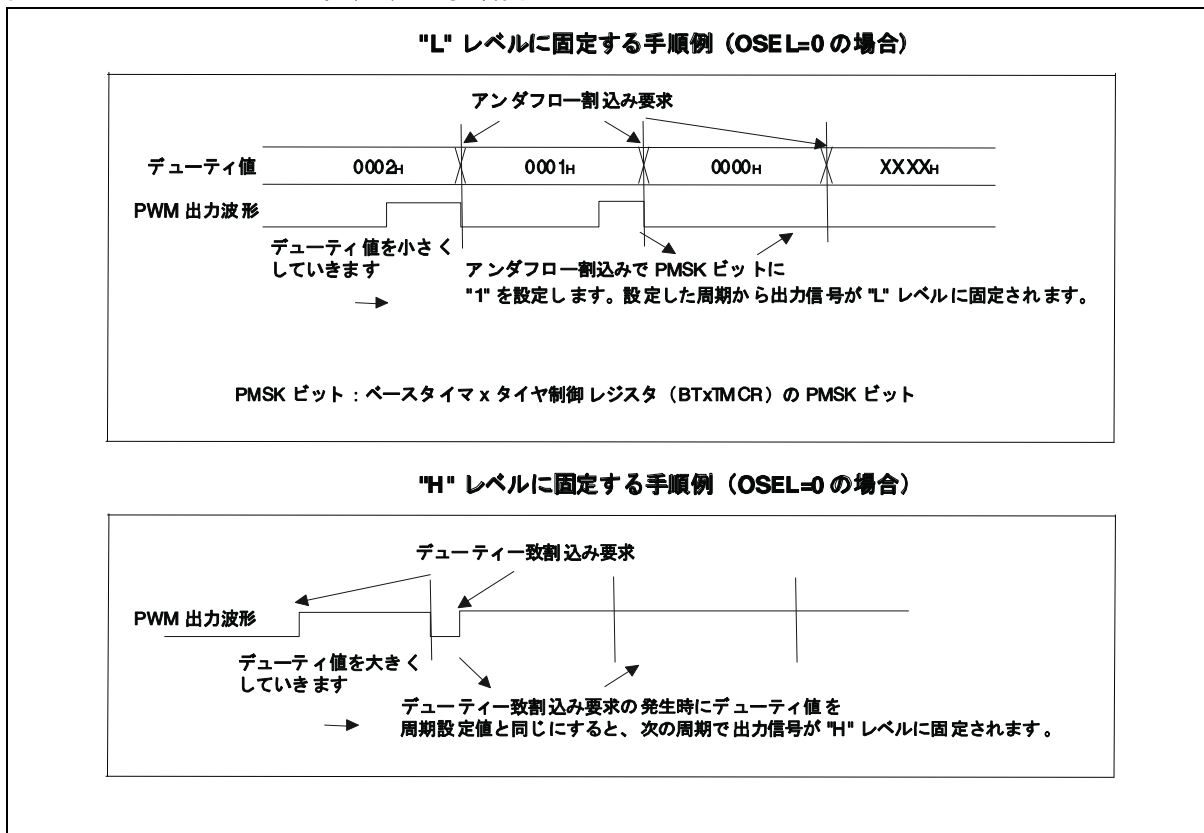 "L" レベルに固定する手順例（OSEL=0 の場合）
アンダフロー割込み要求
デューティ値 0002H 0001H 0000H XXXXH
PWM 出力波形
デューティ値を小さく
していきます
アンダフロー割込みで PMSK ビットに
"1" を設定します。設定した周期から出力信号が "L" レベルに固定されます。
PMSK ビット：ベースタイマ x タイヤ制御レジスタ（BTxTMCR）の PMSK ビット
"H" レベルに固定する手順例（OSEL=0 の場合）
デューティ一致割込み要求
PWM 出力波形
デューティ値を大きく
していきます
デューティ一致割込み要求の発生時にデューティ値を
周期設定値と同じにすると、次の周期で出力信号が "H" レベルに固定されます。